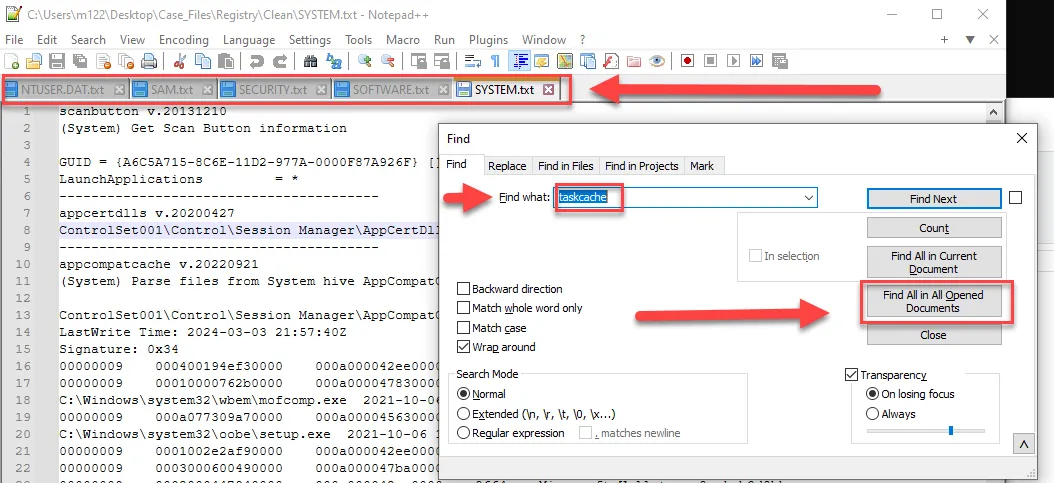 C:\Users\m122\Desktop\Case_Files\Registry\Clean\SYSTEM.txt - Notepad++
File Edit Search View Encoding Language Settings Tools Macro Run Plugins Window ?
NTUSER.DAT.txt SAM.txt SECURITY.txt SOFTWARE.txt SYSTEM.txt
1 scanbutton v.20131210
2 (System) Get Scan Button information
3
4 GUID = {A6C5A715-8C6E-11D2-977A-0000F87A926F} [
5 LaunchApplications = *
6 ----------------------------------------
7 appcertdlls v.20200427
8 ControlSet001\Control\Session Manager\AppCertDll
9 ----------------------------------------
10 appcompatcache v.20220921
11 (System) Parse files from System hive AppCompatC
12
13 ControlSet001\Control\Session Manager\AppCompatC
14 LastWrite Time: 2024-03-03 21:57:40Z
15 Signature: 0x34
16 00000009 000400194ef30000 000a000042ee0000
17 00000009 00010000762b0000 000a000047830000
18 C:\Windows\system32\wbem\mofcomp.exe 2021-10-06
19 00000009 000a077309a70000 000a000045630000
20 C:\Windows\system32\oobe\setup.exe 2021-10-06 1
21 00000009 0001002e2af90000 000a000042ee0000
22 00000009 0003000600490000 000a000047ba0000
23
Find
Find Replace Find in Files Find in Projects Mark
Find what: taskcache
Find Next
Count
In selection
Find All in Current
Document
Find All in All Opened
Documents
Close
Backward direction
Match whole word only
Match case
Wrap around
Search Mode
Normal
Extended (\n, \r, \t, \0, \x...)
Regular expression . matches newline
Transparency
On losing focus
Always